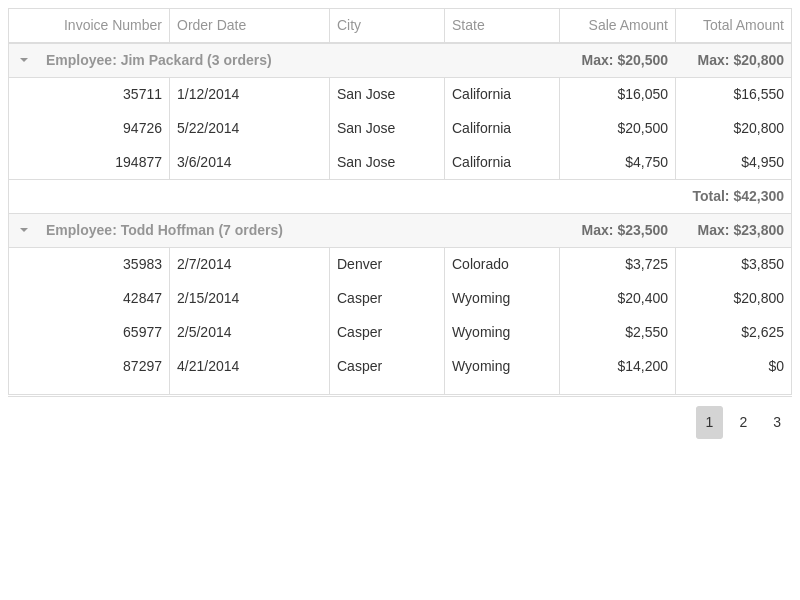 Invoice Number Order Date City State Sale Amount Total Amount
Employee: Jim Packard (3 orders) Max: $20,500 Max: $20,800
35711 1/12/2014 San Jose California $16,050 $16,550
94726 5/22/2014 San Jose California $20,500 $20,800
194877 3/6/2014 San Jose California $4,750 $4,950
Total: $42,300
Employee: Todd Hoffman (7 orders) Max: $23,500 Max: $23,800
35983 2/7/2014 Denver Colorado $3,725 $3,850
42847 2/15/2014 Casper Wyoming $20,400 $20,800
65977 2/5/2014 Casper Wyoming $2,550 $2,625
87297 4/21/2014 Casper Wyoming $14,200 $0
1 2 3